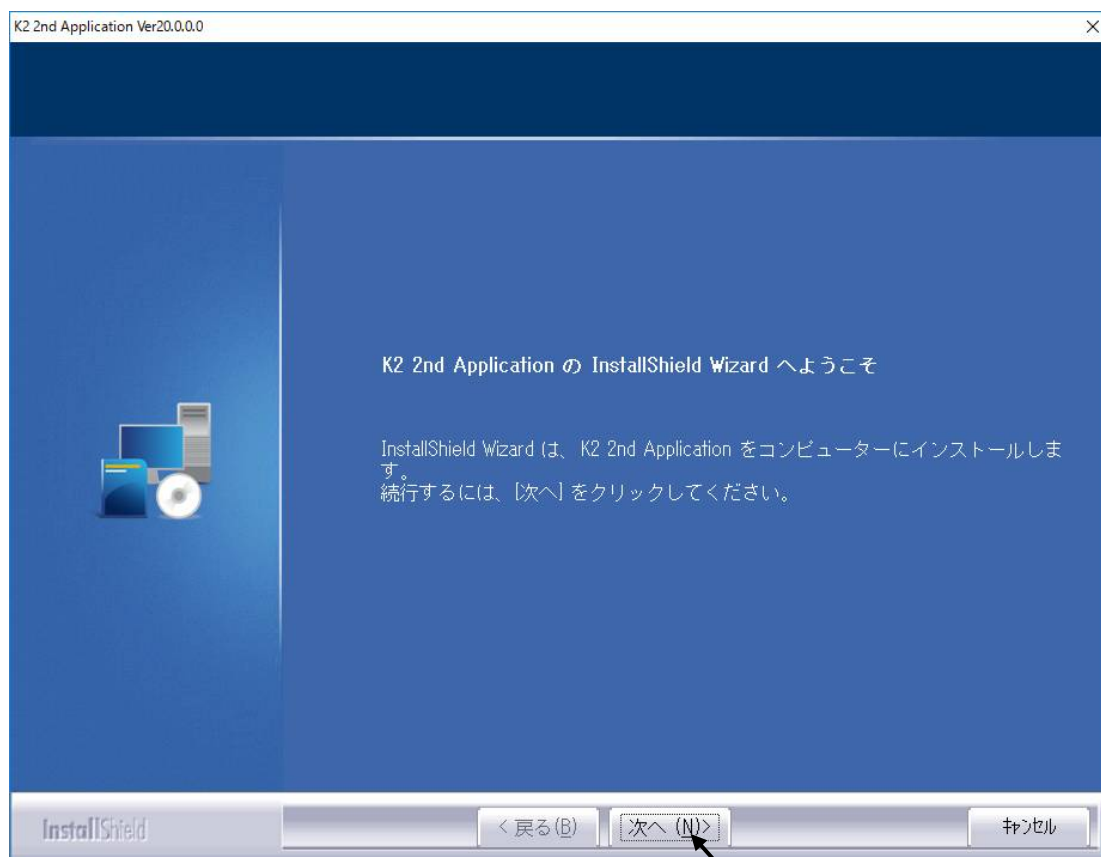 K2 2nd Application Ver20.0.0.0
K2 2nd Application の InstallShield Wizard へようこそ
InstallShield Wizard は、 K2 2nd Application をコンピューターにインストールしま
す。
続行するには、[次へ] をクリックしてください。
InstallShield
< 戻る(B)
次へ (N)>
キャンセル